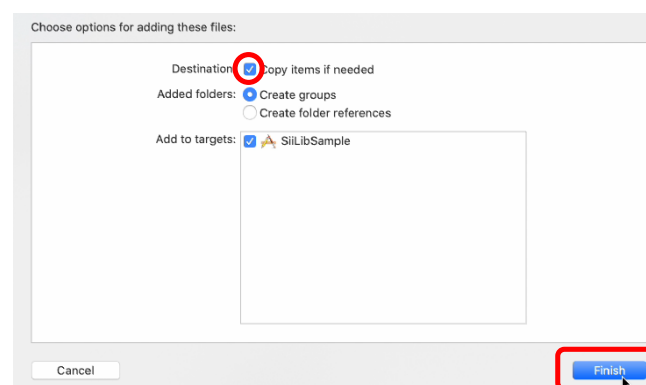 Choose options for adding these files:
Destination: Copy items if needed
Added folders: Create groups
Create folder references
Add to targets: SiiLibSample
Cancel
Finish